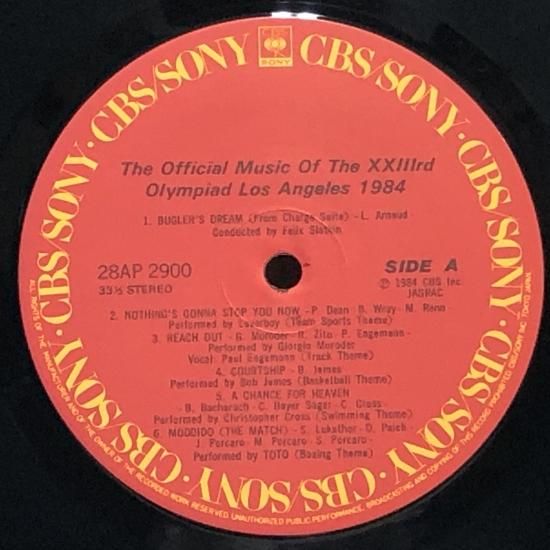 CBS/SONY · CBS/SONY · CBS/SONY · CBS/SONY · CBS/SONY · CBS/SONY · CBS/SONY · CBS/SONY
CBS
SONY
The Official Music Of The XXIIIrd
Olympiad Los Angeles 1984
1. BUGLER'S DREAM (From Charge Suite) - L. Arnaud
Conducted by Felix Slatkin
28AP 2900
33⅓ STEREO
SIDE A
Ⓟ 1984 CBS Inc.
JASRAC
2. NOTHING'S GONNA STOP YOU NOW - P. Dean · B. Wray · M. Reno
Performed by Loverboy (Team Sports Theme)
3. REACH OUT - G. Moroder · R. Zito · P. Engemann
Performed by Giorgio Moroder
Vocal: Paul Engemann (Track Theme)
4. COURTSHIP - B. James
Performed by Bob James (Basketball Theme)
5. A CHANCE FOR HEAVEN
- B. Bacharach · C. Bayer Sager · C. Cross -
Performed by Christopher Cross (Swimming Theme)
6. MODDIDO (THE MATCH) - S. Lukather · D. Paich ·
J. Porcaro · M. Porcaro · S. Porcaro -
Performed by TOTO (Boxing Theme)
ALL RIGHTS OF THE MANUFACTURER AND OF THE OWNER OF THE RECORDED WORK RESERVED. UNAUTHORIZED PUBLIC PERFORMANCE, BROADCASTING AND COPYING OF THIS RECORD PROHIBITED. CBS/SONY INC. TOKYO JAPAN.